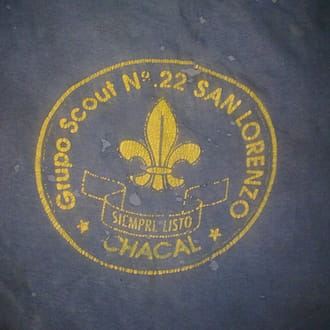 Grupo Scout Nº.22 SAN LORENZO
SIEMPRE LISTO
CHACAL